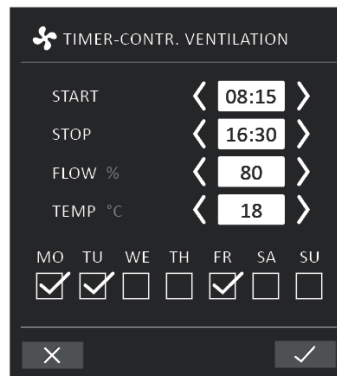 TIMER-CONTR. VENTILATION
START 08:15
STOP 16:30
FLOW % 80
TEMP °C 18
MO TU WE TH FR SA SU